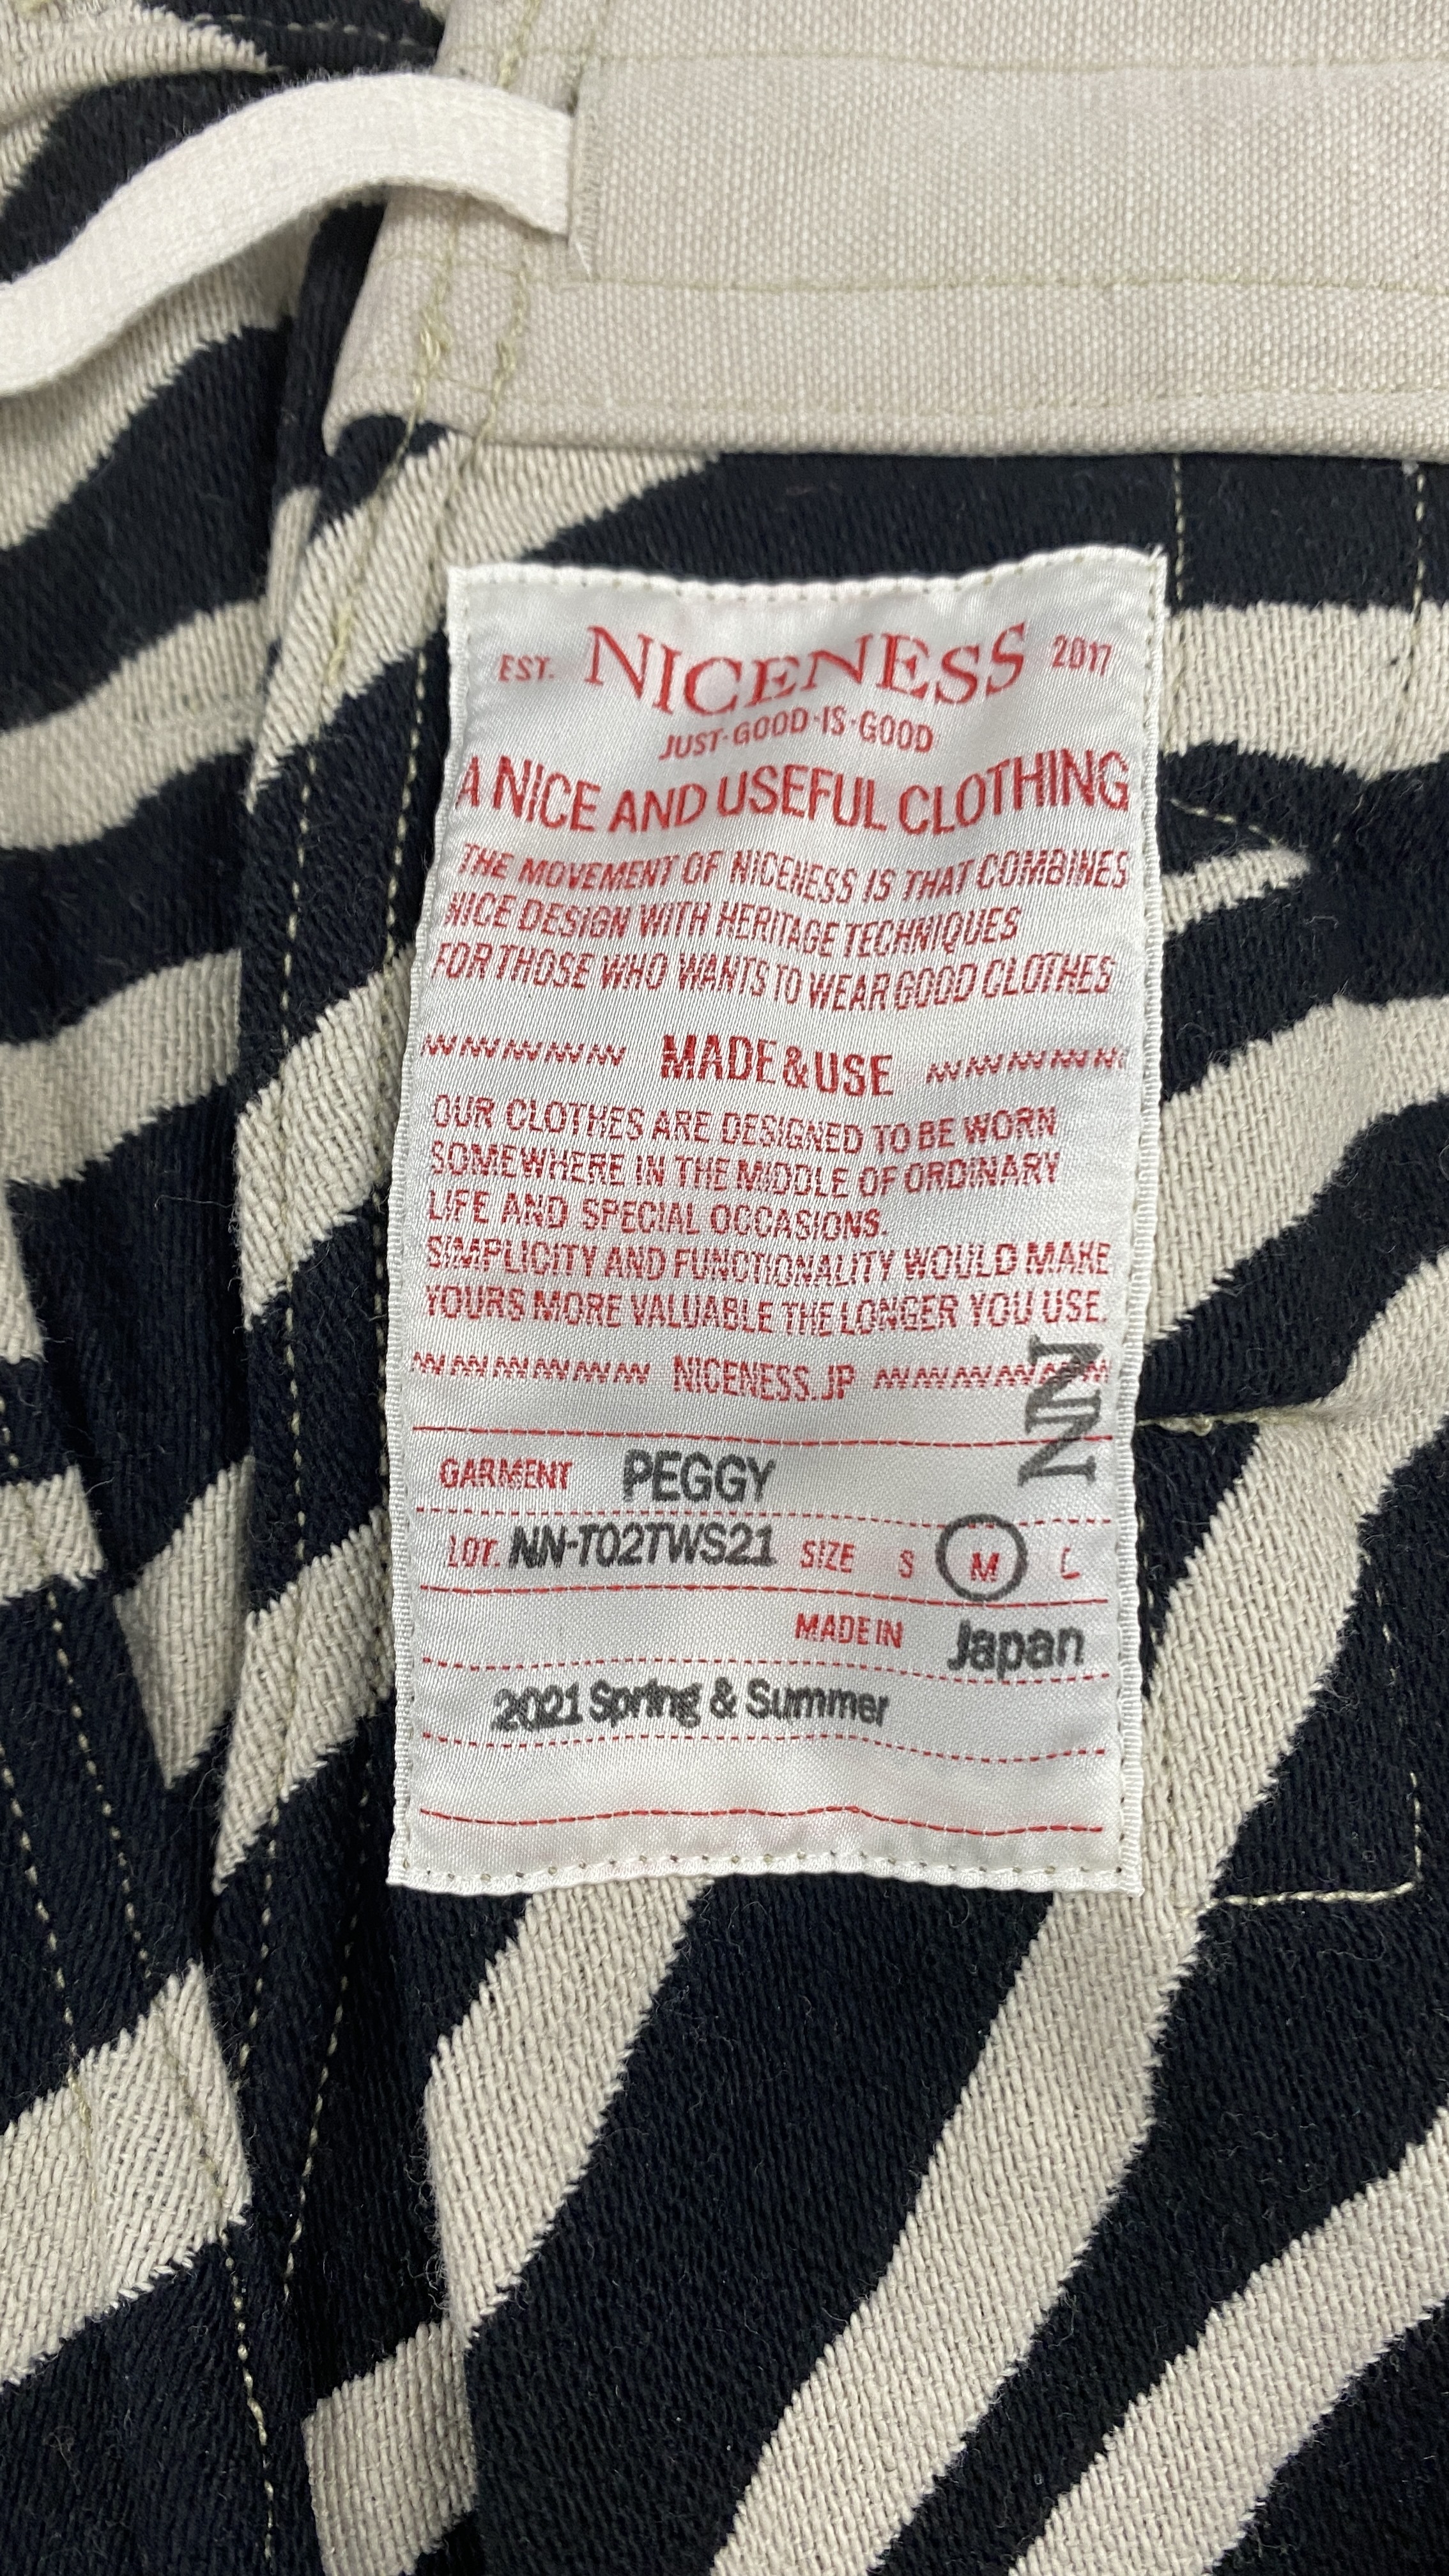 EST. NICENESS 2017
JUST·GOOD·IS·GOOD
A NICE AND USEFUL CLOTHING
THE MOVEMENT OF NICENESS IS THAT COMBINES
NICE DESIGN WITH HERITAGE TECHNIQUES
FOR THOSE WHO WANTS TO WEAR GOOD CLOTHES
MADE&USE
OUR CLOTHES ARE DESIGNED TO BE WORN
SOMEWHERE IN THE MIDDLE OF ORDINARY
LIFE AND SPECIAL OCCASIONS.
SIMPLICITY AND FUNCTIONALITY WOULD MAKE
YOURS MORE VALUABLE THE LONGER YOU USE.
NICENESS.JP
NN
GARMENT PEGGY
LOT. NN-T02TWS21 SIZE S M L
MADE IN Japan
2021 Spring & Summer